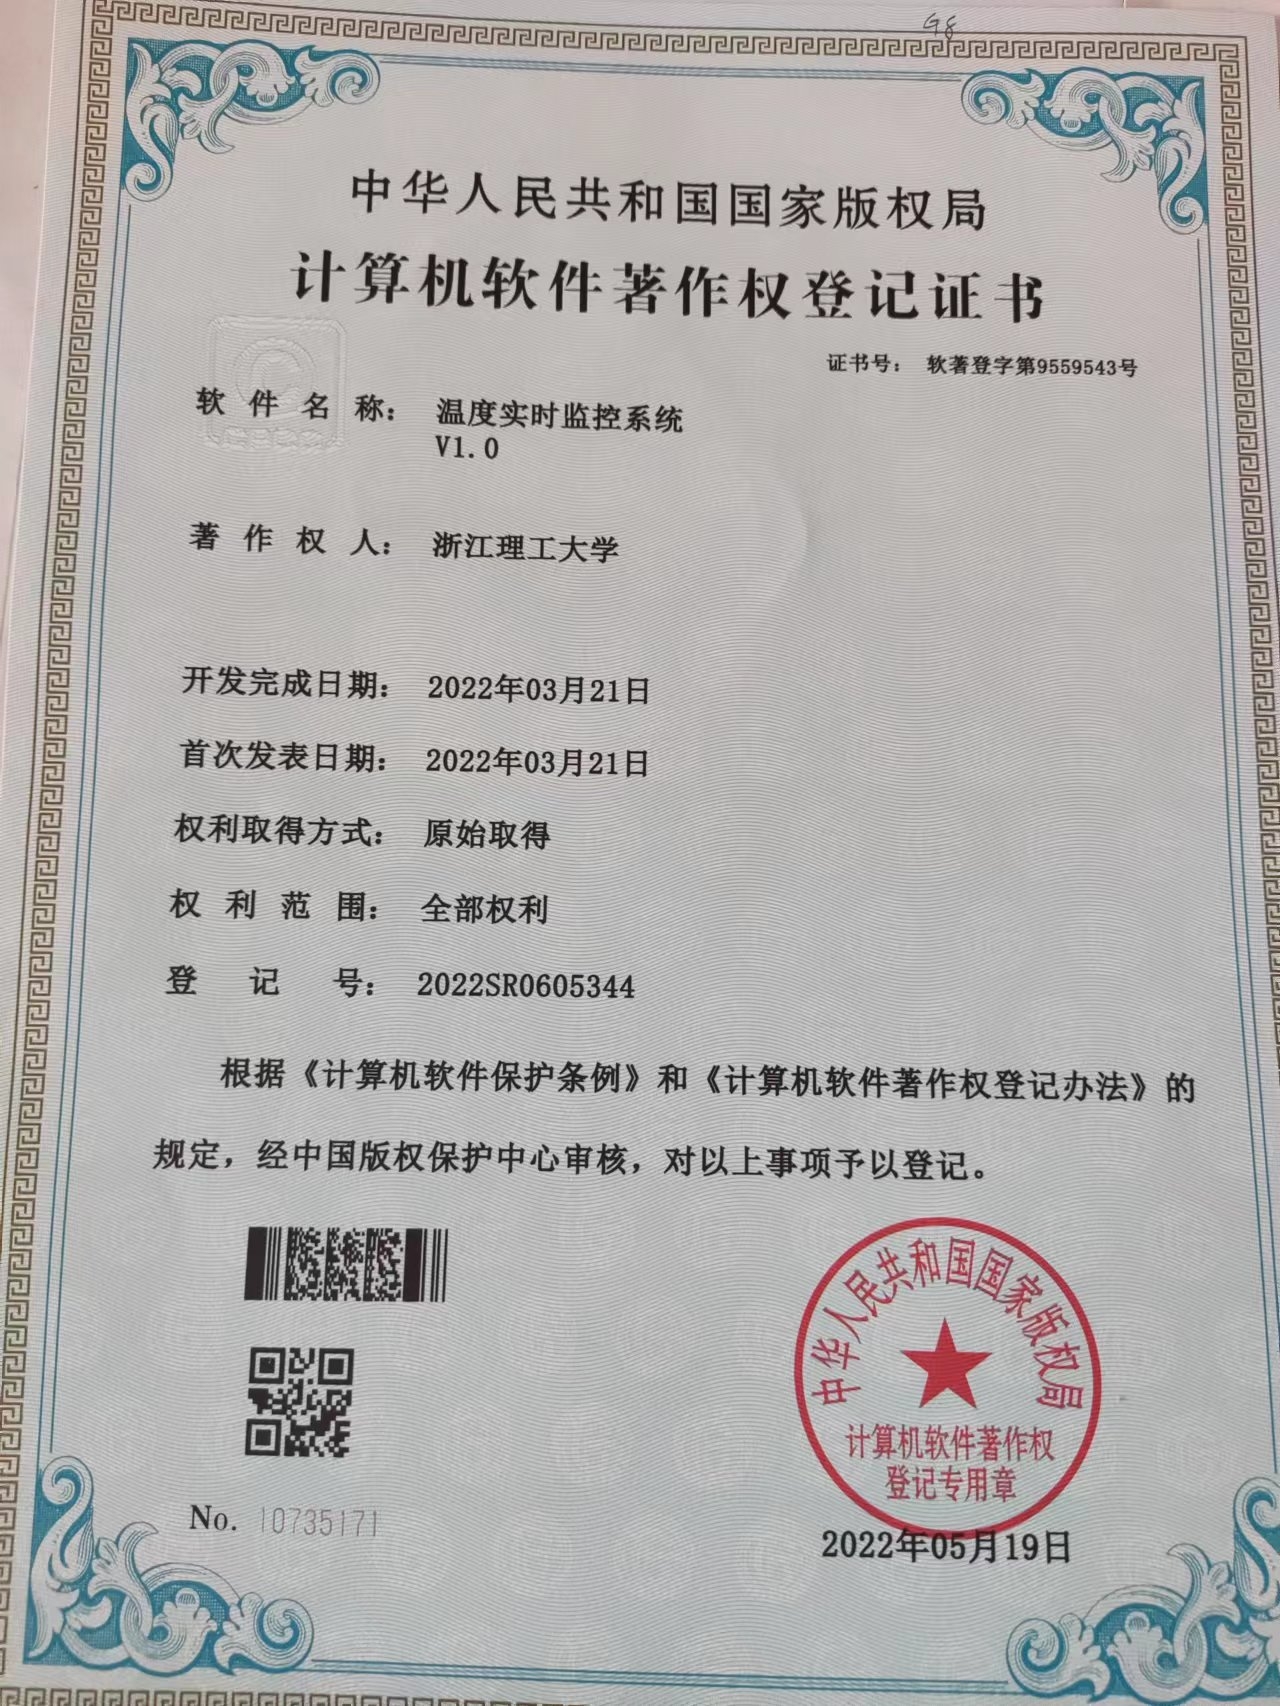 98
中华人民共和国国家版权局
计算机软件著作权登记证书
证书号： 软著登字第9559543号
软件名称： 温度实时监控系统
V1.0
著作权人： 浙江理工大学
开发完成日期： 2022年03月21日
首次发表日期： 2022年03月21日
权利取得方式： 原始取得
权利范围： 全部权利
登记号： 2022SR0605344
根据《计算机软件保护条例》和《计算机软件著作权登记办法》的
规定，经中国版权保护中心审核，对以上事项予以登记。
中华人民共和国国家版权局
计算机软件著作权
登记专用章
No. 10735171
2022年05月19日